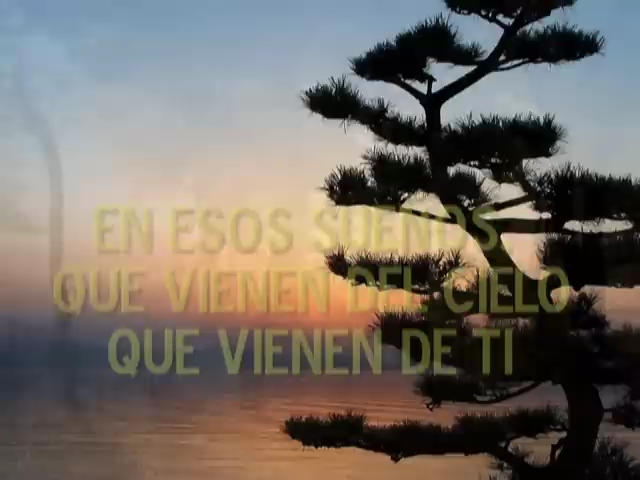 EN ESOS SUEÑOS
QUE VIENEN DEL CIELO
QUE VIENEN DE TI